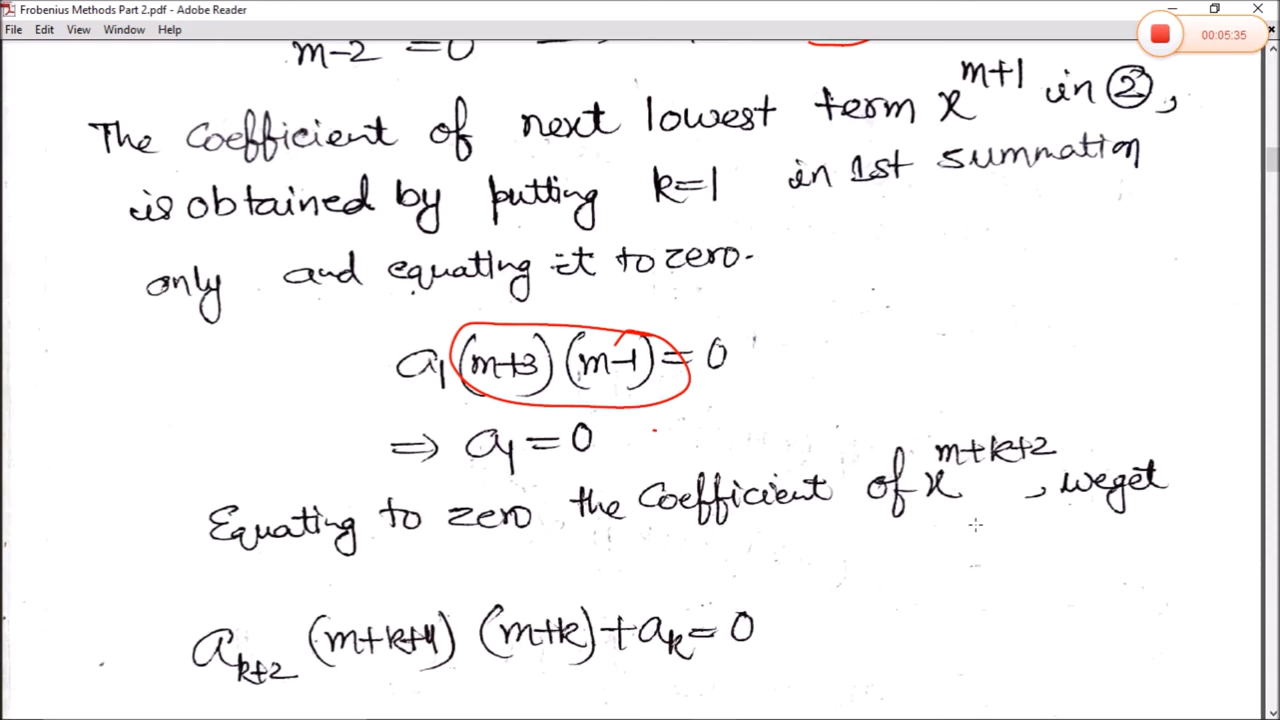 Frobenius Methods Part 2.pdf - Adobe Reader
File Edit View Window Help
00:05:35
m-2 =0
The Coefficient of next lowest term x^{m+1} in ②,
is obtained by putting k=1 in 1st summation
only and equating it to zero.
a_1 (m+3) (m-1) = 0
⇒ a_1 = 0
Equating to zero the Coefficient of x^{m+k+2}, we get
a_{k+2} (m+k+4) (m+k) + a_k = 0